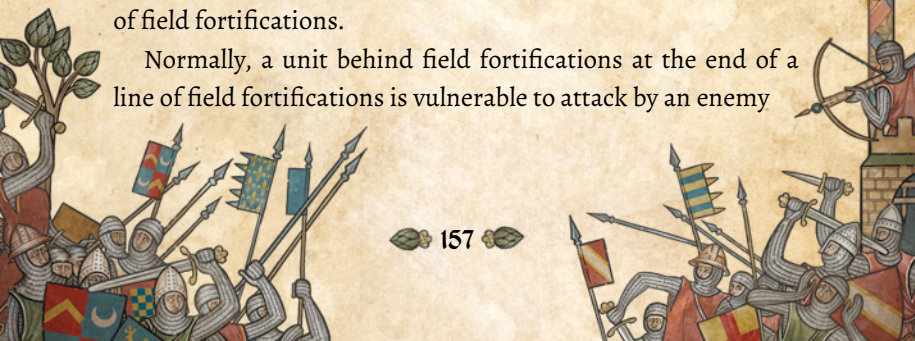 of field fortifications.
Normally, a unit behind field fortifications at the end of a
line of field fortifications is vulnerable to attack by an enemy
157